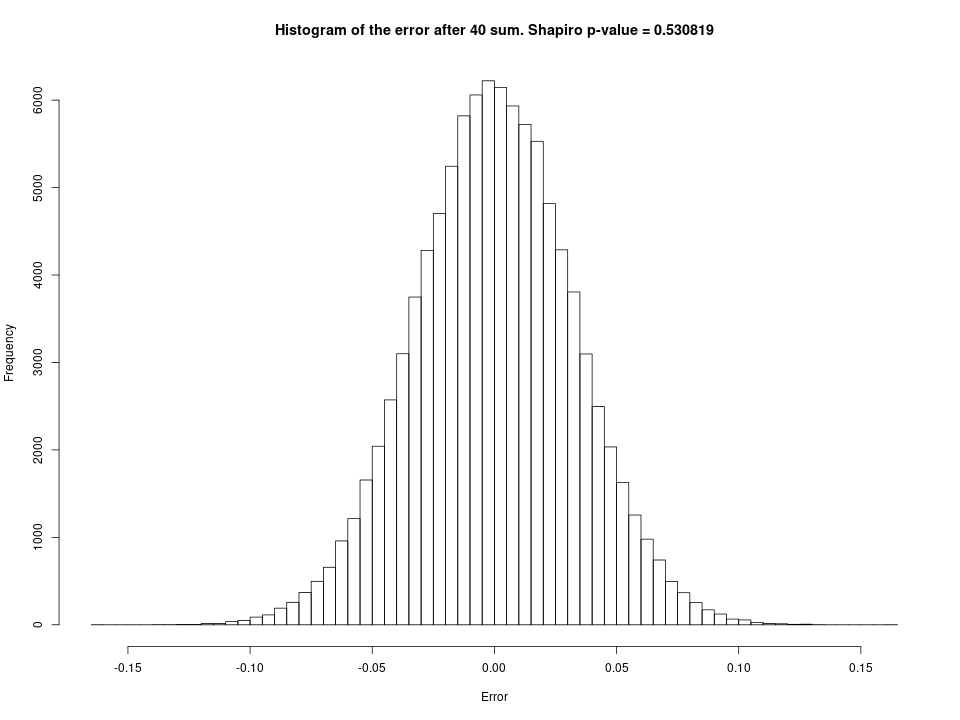 Histogram of the error after 40 sum. Shapiro p-value = 0.530819
6000
5000
4000
3000
2000
1000
0
Frequency
-0.15 -0.10 -0.05 0.00 0.05 0.10 0.15
Error